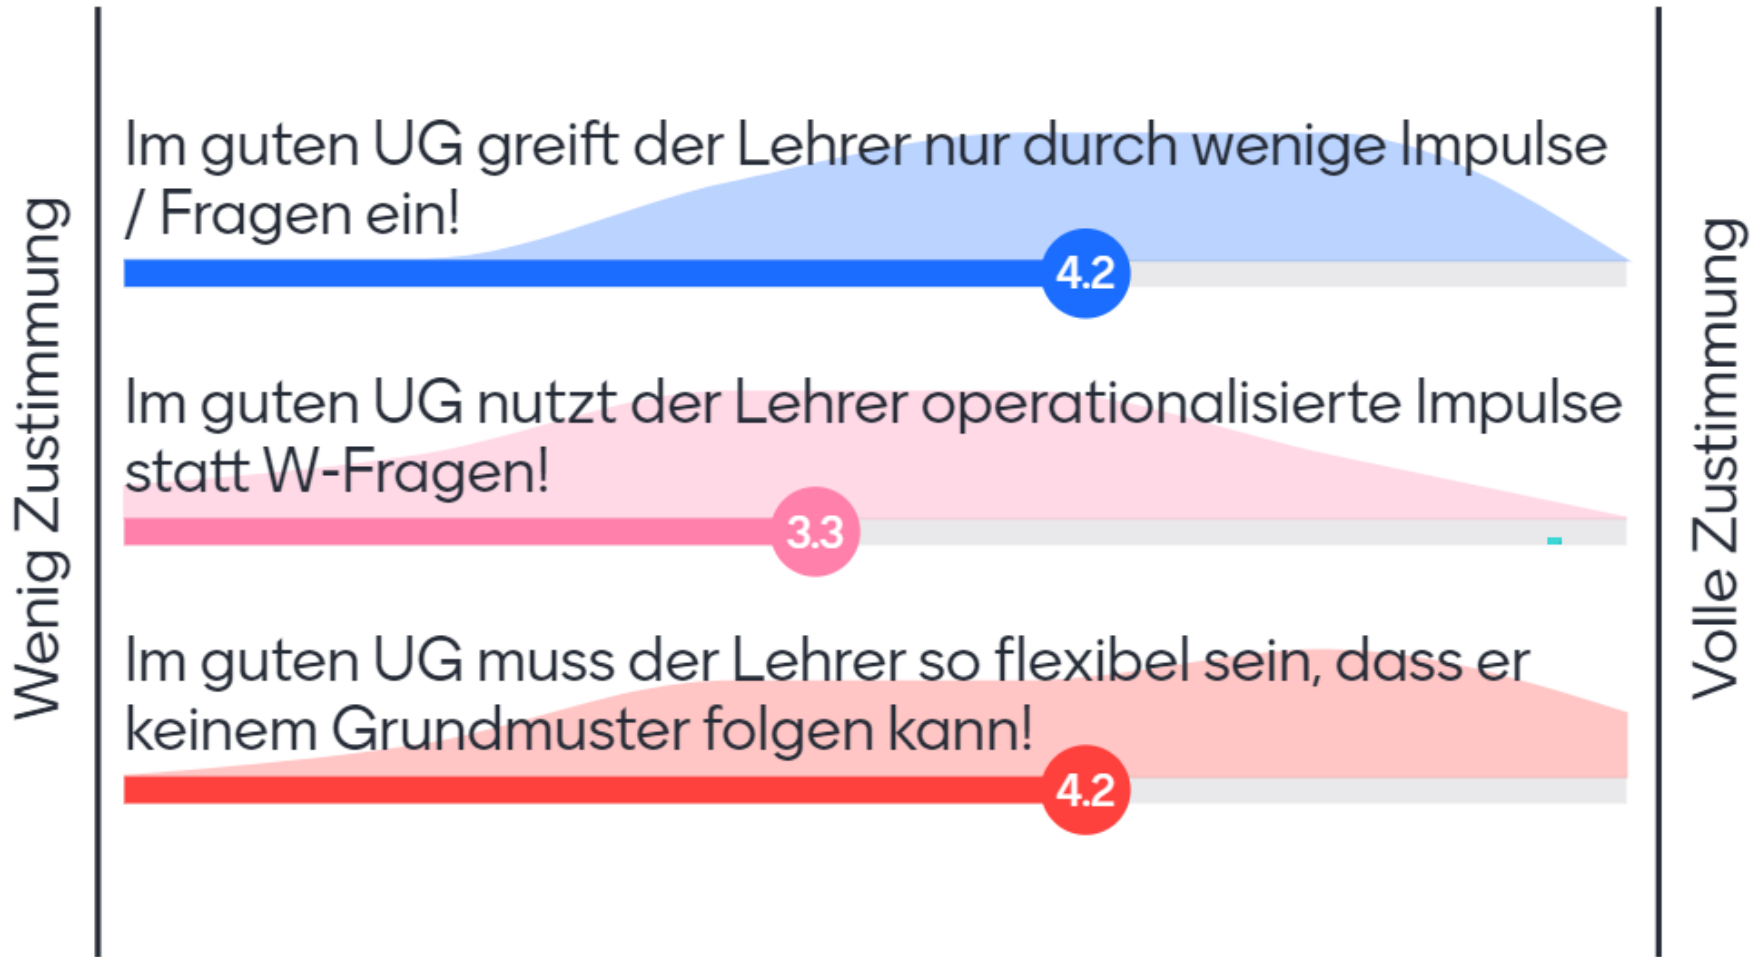 Wenig Zustimmung
Im guten UG greift der Lehrer nur durch wenige Impulse
/ Fragen ein!
4.2
Im guten UG nutzt der Lehrer operationalisierte Impulse
statt W-Fragen!
3.3
Im guten UG muss der Lehrer so flexibel sein, dass er
keinem Grundmuster folgen kann!
4.2
Volle Zustimmung